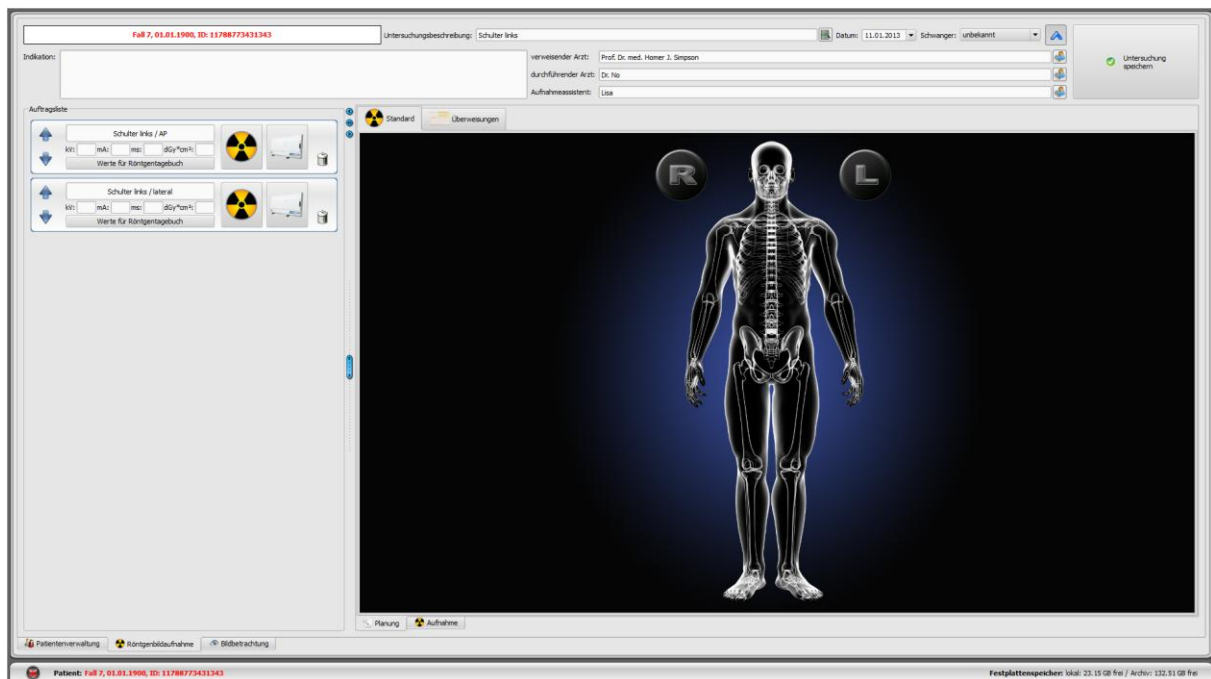 Fall 7, 01.01.1900, ID: 11788773431343
Untersuchungsbeschreibung: Schulter links
Datum: 11.01.2013
Schwanger: unbekannt
Indikation:
verweisender Arzt: Prof. Dr. med. Homer J. Simpson
durchführender Arzt: Dr. No
Aufnahmeassistent: Lisa
Untersuchung
speichern
Auftragsliste
Schulter links / AP
kV: mA: ms: dGy*cm²:
Werte für Röntgentagebuch
Schulter links / lateral
kV: mA: ms: dGy*cm²:
Werte für Röntgentagebuch
Standard
Überweisungen
R
L
Planung
Aufnahme
Patientenverwaltung
Röntgenbildaufnahme
Bildbetrachtung
Patient: Fall 7, 01.01.1900, ID: 11788773431343
Festplattenspeicher: lokal: 23.15 GB frei / Archiv: 132.51 GB frei